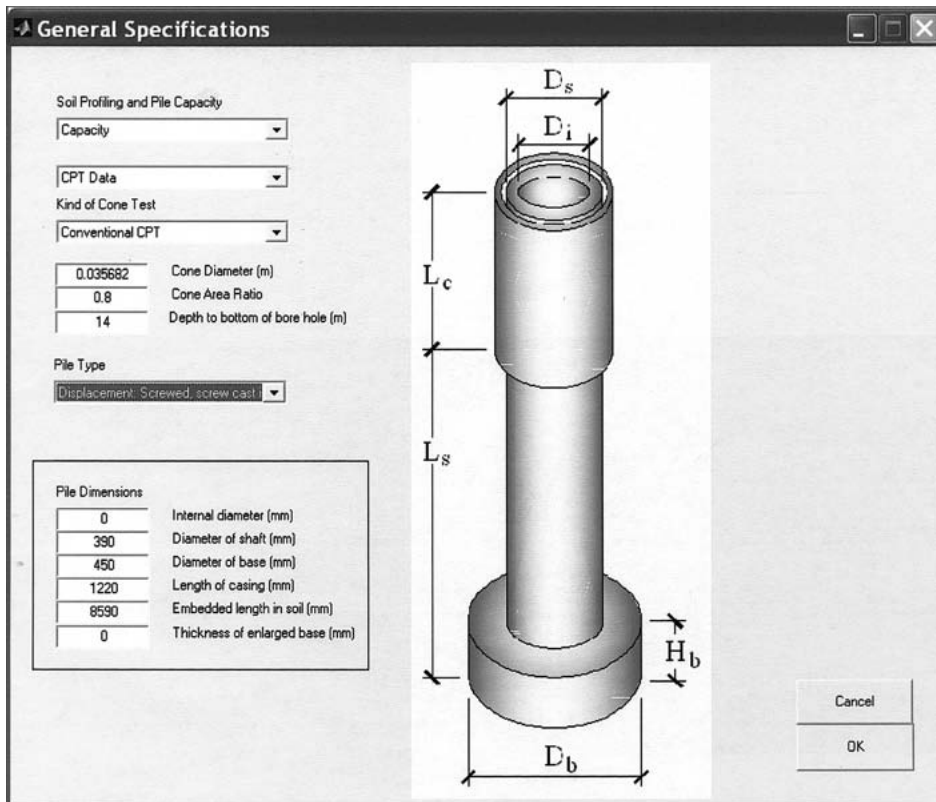 General Specifications
Soil Profiling and Pile Capacity
Capacity
CPT Data
Kind of Cone Test
Conventional CPT
0.035682 Cone Diameter (m)
0.8 Cone Area Ratio
14 Depth to bottom of bore hole (m)
Pile Type
Displacement: Screwed, screw cast
Pile Dimensions
0 Internal diameter (mm)
390 Diameter of shaft (mm)
450 Diameter of base (mm)
1220 Length of casing (mm)
8590 Embedded length in soil (mm)
0 Thickness of enlarged base (mm)
Ds
Di
Lc
Ls
Hb
Db
Cancel
OK